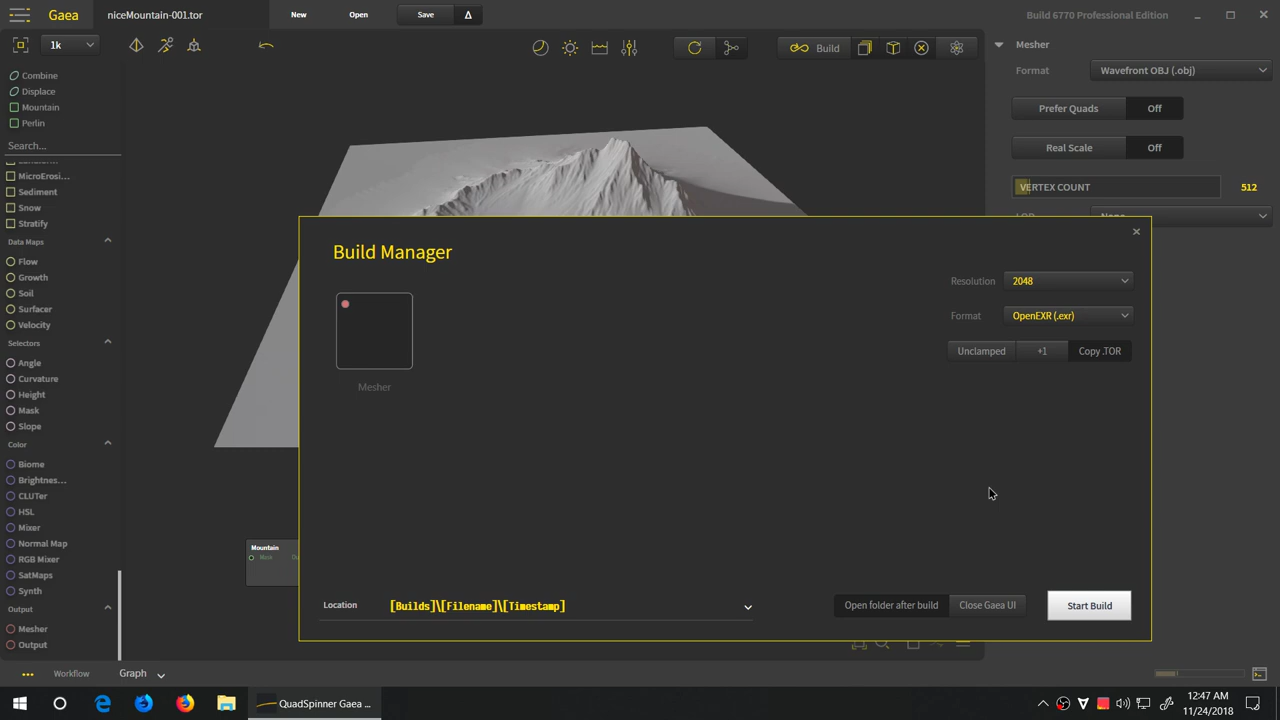 Gaea
niceMountain-001.tor
New
Open
Save
Build 6770 Professional Edition
1k
Build
Mesher
Format
Wavefront OBJ (.obj)
Prefer Quads
Off
Real Scale
Off
VERTEX COUNT
512
Combine
Displace
Mountain
Perlin
Search...
MicroErosi...
Sediment
Snow
Stratify
Data Maps
Flow
Growth
Soil
Surfacer
Velocity
Selectors
Angle
Curvature
Height
Mask
Slope
Color
Biome
Brightnes...
CLUTer
HSL
Mixer
Normal Map
RGB Mixer
SatMaps
Synth
Output
Mesher
Output
Build Manager
Mesher
Resolution
2048
Format
OpenEXR (.exr)
Unclamped
+1
Copy .TOR
Mountain
Location
[Builds]\[Filename]\[Timestamp]
Open folder after build
Close Gaea UI
Start Build
Workflow
Graph
QuadSpinner Gaea ...
12:47 AM
11/24/2018